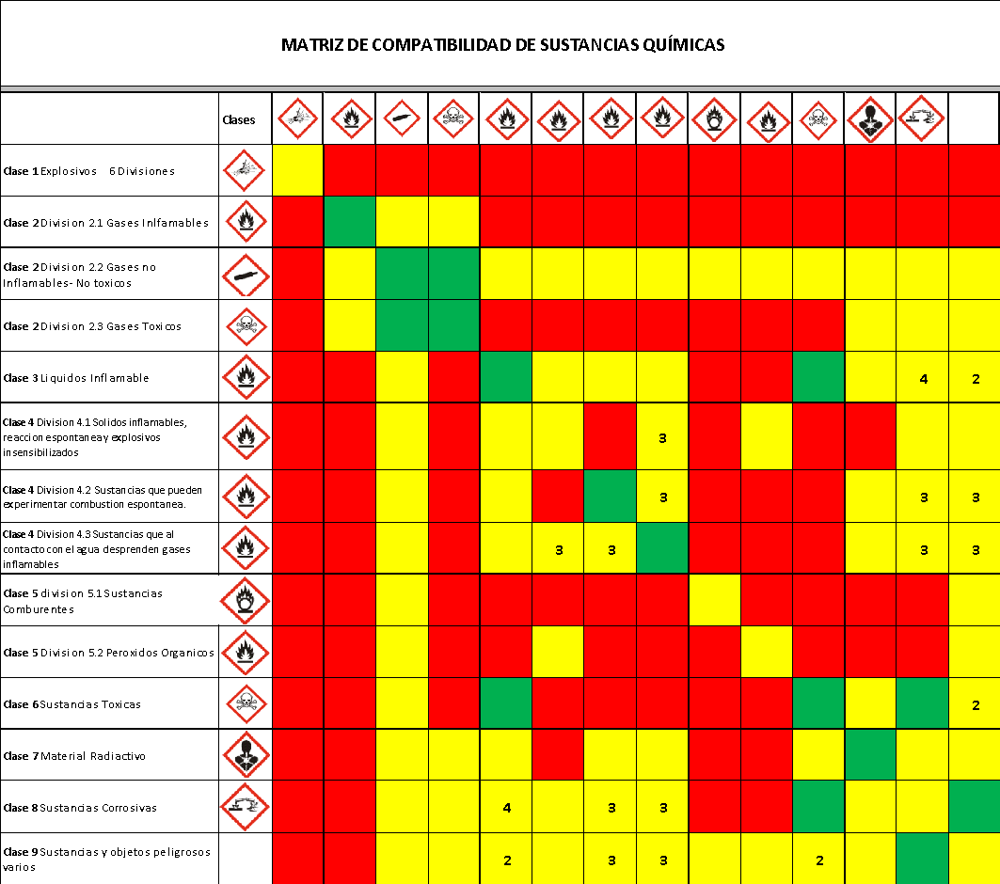 MATRIZ DE COMPATIBILIDAD DE SUSTANCIAS QUÍMICAS
Clases
Clase 1 Explosivos 6 Divisiones
Clase 2 Division 2.1 Gases Inlfamables
Clase 2 Division 2.2 Gases no
Inflamables- No toxicos
Clase 2 Division 2.3 Gases Toxicos
Clase 3 Liquidos Inflamable
4 2
Clase 4 Division 4.1 Solidos inflamables,
reaccion espontanea y explosivos
insensibilizados
3
Clase 4 Division 4.2 Sustancias que pueden
experimentar combustion espontanea.
3 3 3
Clase 4 Division 4.3 Sustancias que al
contacto con el agua desprenden gases
inflamables
3 3 3 3
Clase 5 division 5.1 Sustancias
Comburentes
Clase 5 Division 5.2 Peroxidos Organicos
Clase 6 Sustancias Toxicas
2
Clase 7 Material Radiactivo
Clase 8 Sustancias Corrosivas
4 3 3
Clase 9 Sustancias y objetos peligrosos
varios
2 3 3 2